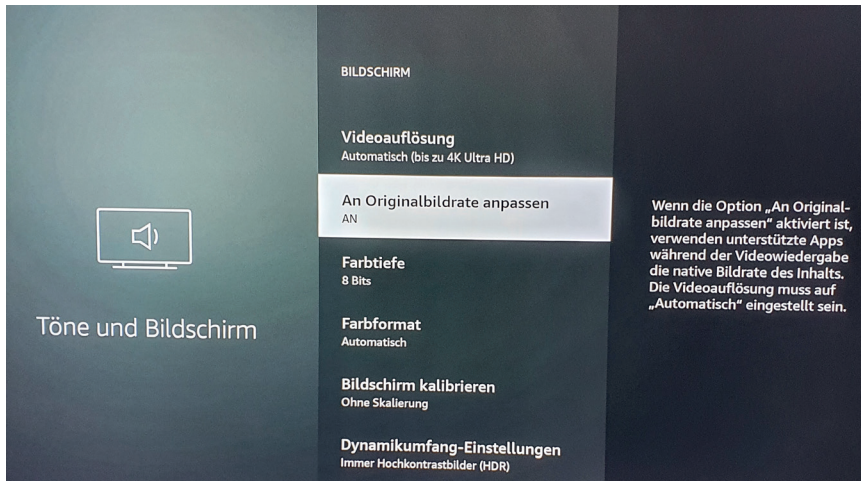 Töne und Bildschirm
BILDSCHIRM
Videoauflösung
Automatisch (bis zu 4K Ultra HD)
An Originalbildrate anpassen
AN
Farbtiefe
8 Bits
Farbformat
Automatisch
Bildschirm kalibrieren
Ohne Skalierung
Dynamikumfang-Einstellungen
Immer Hochkontrastbilder (HDR)
Wenn die Option „An Original-
bildrate anpassen“ aktiviert ist,
verwenden unterstützte Apps
während der Videowiedergabe
die native Bildrate des Inhalts.
Die Videoauflösung muss auf
„Automatisch“ eingestellt sein.